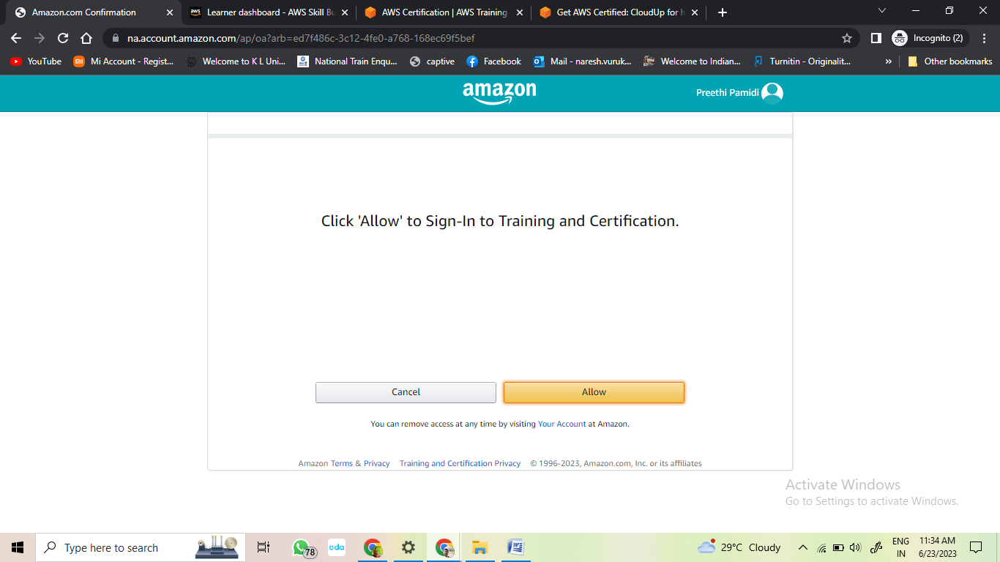 Amazon.com Confirmation
aws Learner dashboard - AWS Skill Bu
AWS Certification | AWS Training
Get AWS Certified: CloudUp for h
na.account.amazon.com/ap/oa?arb=ed7f486c-3c12-4fe0-a768-168ec69f5bef
Incognito (2)
YouTube
mi Mi Account - Regist...
Welcome to K L Uni...
National Train Enqu...
captive
Facebook
Mail - naresh.vuruk...
Welcome to Indian...
Turnitin - Originalit...
»
Other bookmarks
amazon
Preethi Pamidi
Click 'Allow' to Sign-In to Training and Certification.
Cancel
Allow
You can remove access at any time by visiting Your Account at Amazon.
Amazon Terms & Privacy Training and Certification Privacy © 1996-2023, Amazon.com, Inc. or its affiliates
Activate Windows
Go to Settings to activate Windows.
Type here to search
78
cda
W
29°C Cloudy
ENG
IN
11:34 AM
6/23/2023